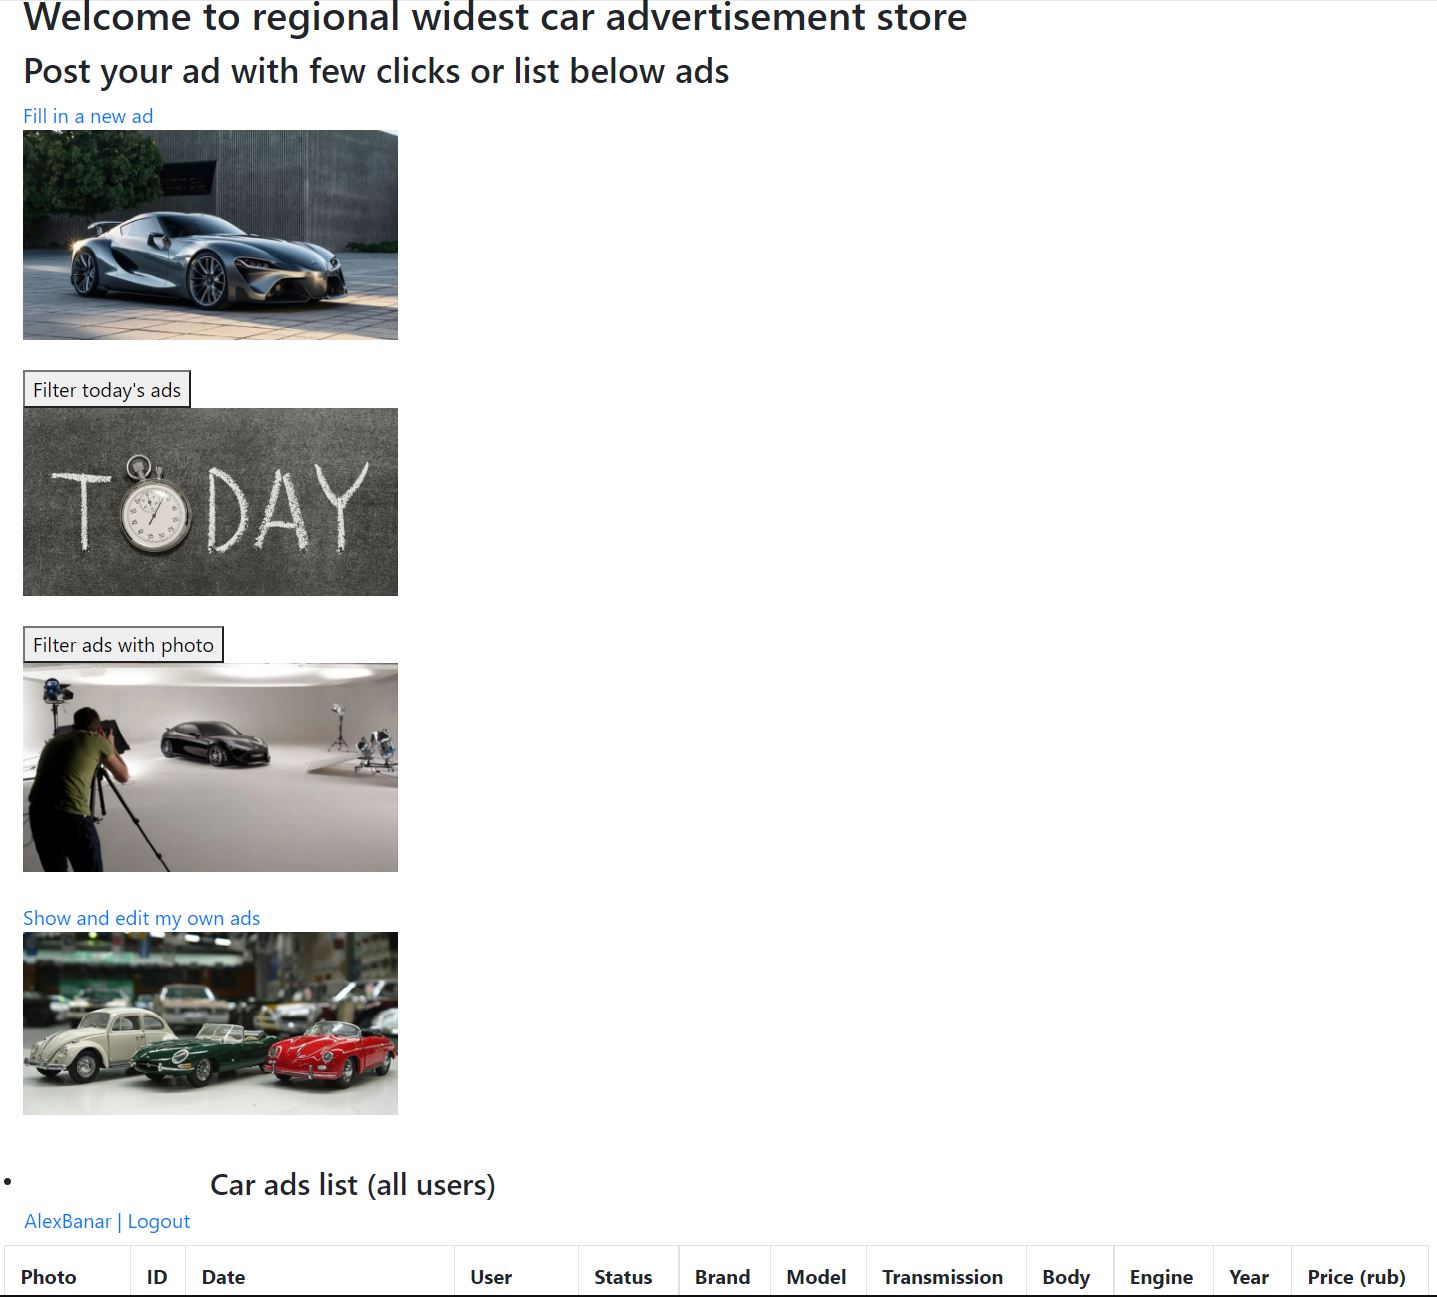 Welcome to regional widest car advertisement store
Post your ad with few clicks or list below ads
Fill in a new ad
Filter today's ads
TODAY
Filter ads with photo
Show and edit my own ads
Car ads list (all users)
AlexBanar | Logout
Photo ID Date User Status Brand Model Transmission Body Engine Year Price (rub)